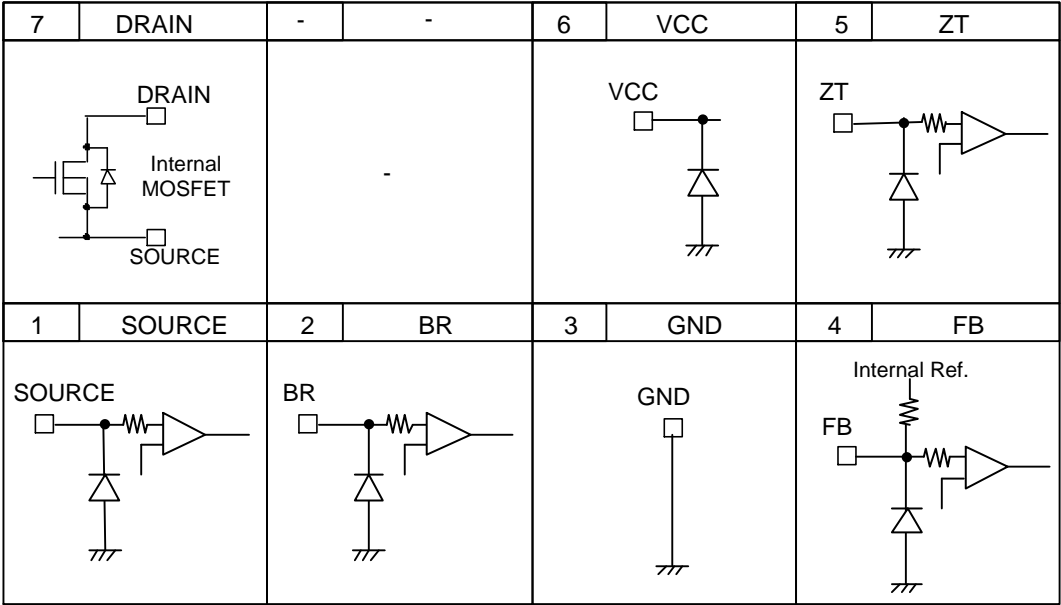 7 DRAIN - - 6 VCC 5 ZT
DRAIN
Internal
MOSFET
SOURCE
-
VCC
ZT
1 SOURCE 2 BR 3 GND 4 FB
SOURCE
BR
GND
Internal Ref.
FB